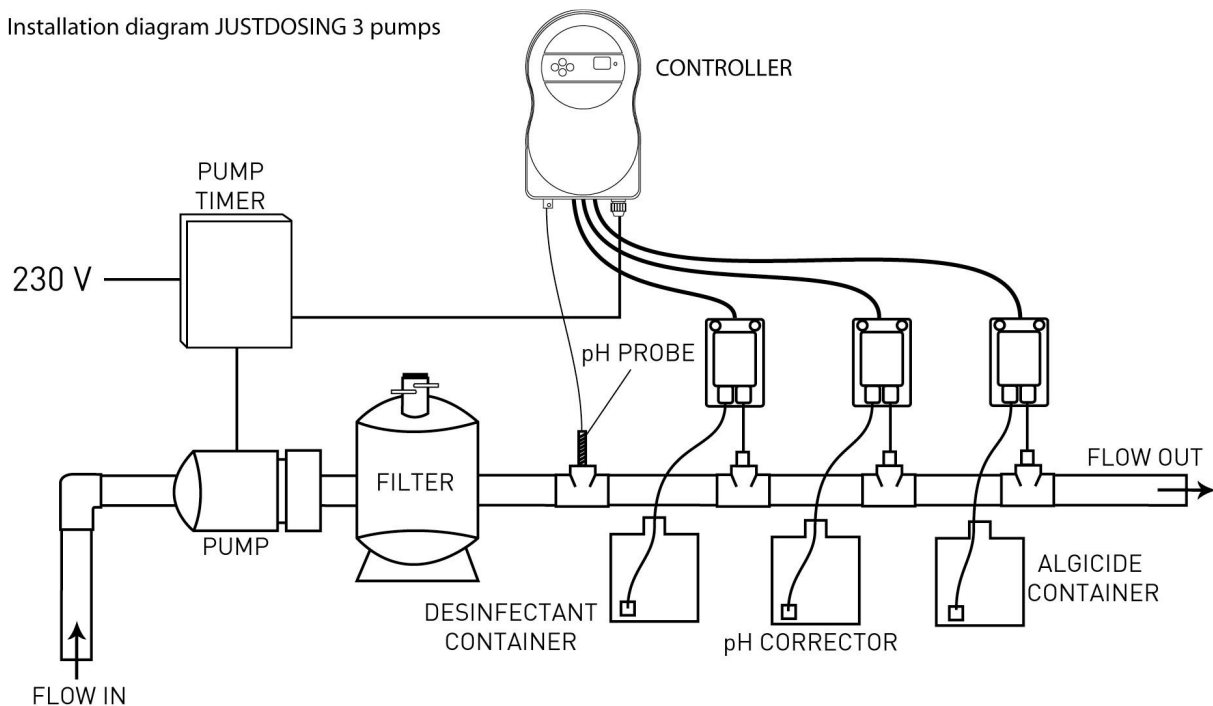 Installation diagram JUSTDOSING 3 pumps
CONTROLLER
PUMP
TIMER
230 V
pH PROBE
FILTER
FLOW OUT
PUMP
DESINFECTANT
CONTAINER
pH CORRECTOR
ALGICIDE
CONTAINER
FLOW IN